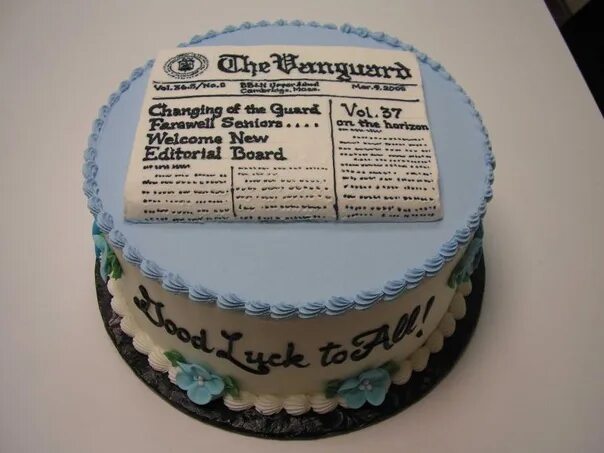 The Vanguard
Vol. 36.5/No. 8
BB&N Upper School
Cambridge, Mass.
Changing of the Guard
Farewell Seniors....
Welcome New
Editorial Board
Vol. 37
on the horizon
Good Luck to All!